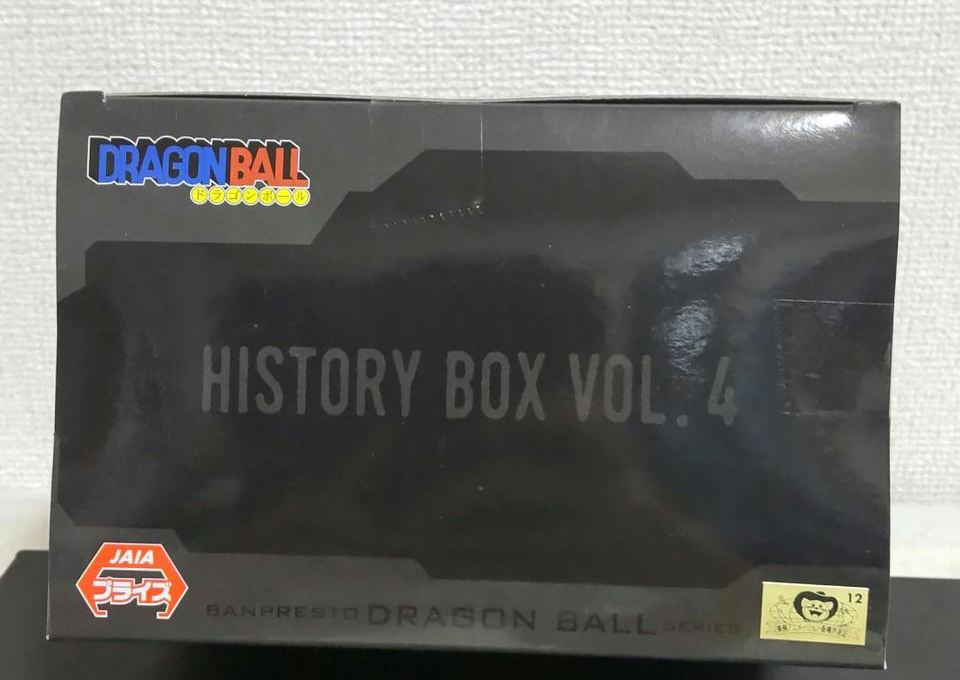 DRAGON BALL
ドラゴンボール
HISTORY BOX VOL. 4
JAIA
プライズ
BANPRESTO DRAGON BALL SERIES
12